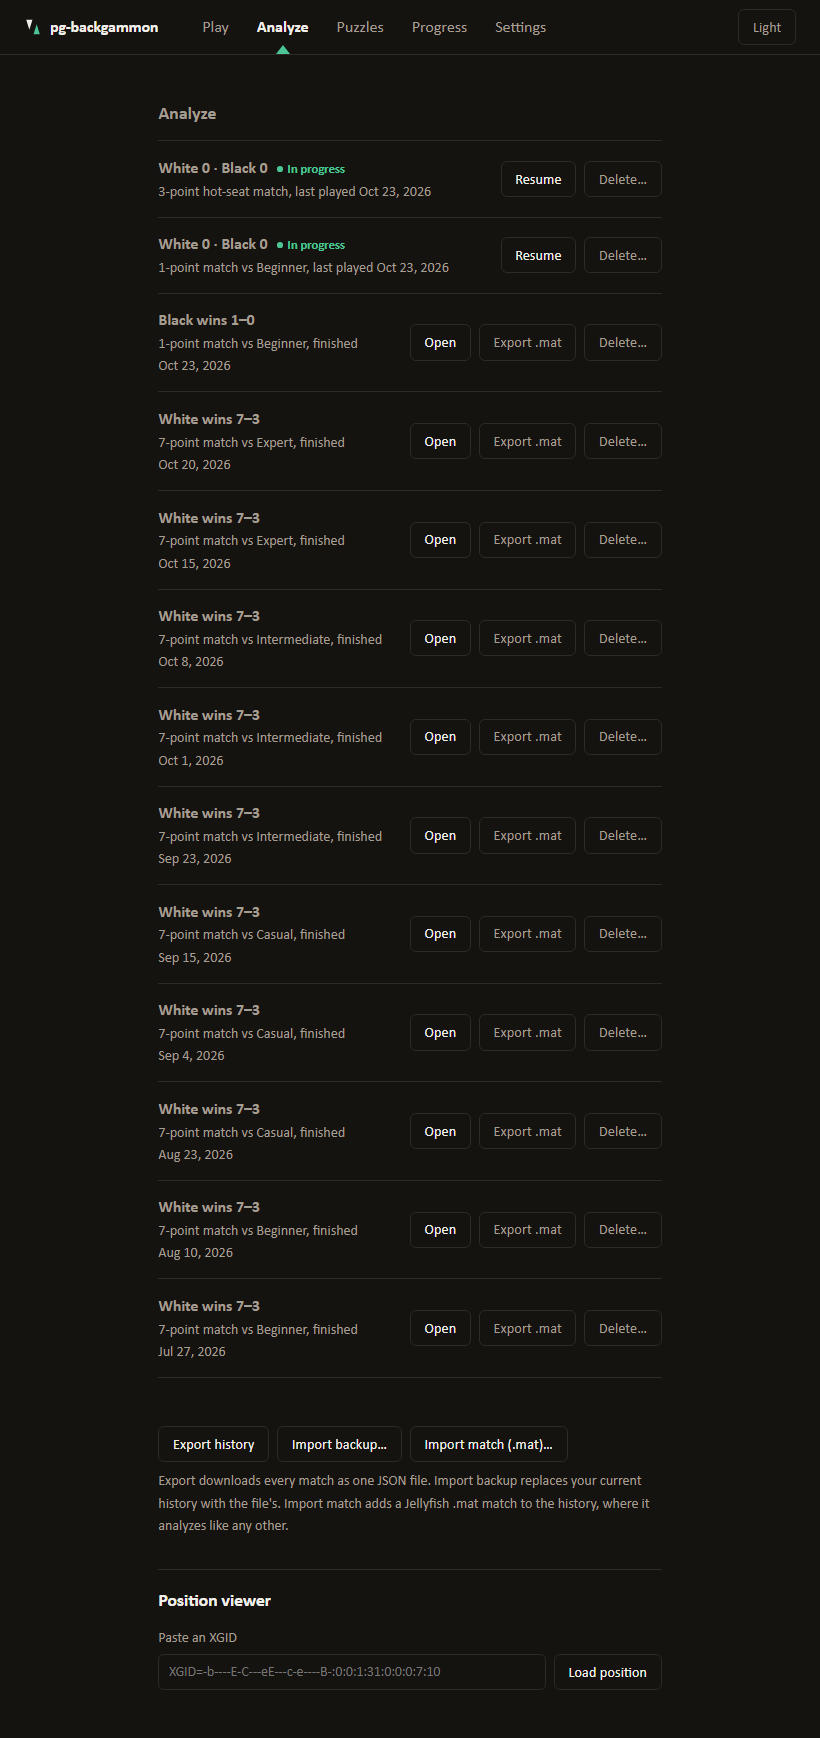 pg-backgammon Play Analyze Puzzles Progress Settings Light
Analyze
White 0 · Black 0 In progress
3-point hot-seat match, last played Oct 23, 2026
Resume Delete…
White 0 · Black 0 In progress
1-point match vs Beginner, last played Oct 23, 2026
Resume Delete…
Black wins 1–0
1-point match vs Beginner, finished
Oct 23, 2026
Open Export .mat Delete…
White wins 7–3
7-point match vs Expert, finished
Oct 20, 2026
Open Export .mat Delete…
White wins 7–3
7-point match vs Expert, finished
Oct 15, 2026
Open Export .mat Delete…
White wins 7–3
7-point match vs Intermediate, finished
Oct 8, 2026
Open Export .mat Delete…
White wins 7–3
7-point match vs Intermediate, finished
Oct 1, 2026
Open Export .mat Delete…
White wins 7–3
7-point match vs Intermediate, finished
Sep 23, 2026
Open Export .mat Delete…
White wins 7–3
7-point match vs Casual, finished
Sep 15, 2026
Open Export .mat Delete…
White wins 7–3
7-point match vs Casual, finished
Sep 4, 2026
Open Export .mat Delete…
White wins 7–3
7-point match vs Casual, finished
Aug 23, 2026
Open Export .mat Delete…
White wins 7–3
7-point match vs Beginner, finished
Aug 10, 2026
Open Export .mat Delete…
White wins 7–3
7-point match vs Beginner, finished
Jul 27, 2026
Open Export .mat Delete…
Export history Import backup… Import match (.mat)…
Export downloads every match as one JSON file. Import backup replaces your current
history with the file's. Import match adds a Jellyfish .mat match to the history, where it
analyzes like any other.
Position viewer
Paste an XGID
XGID=-b----E-C---eE---c-e----B-:0:0:1:31:0:0:0:7:10
Load position